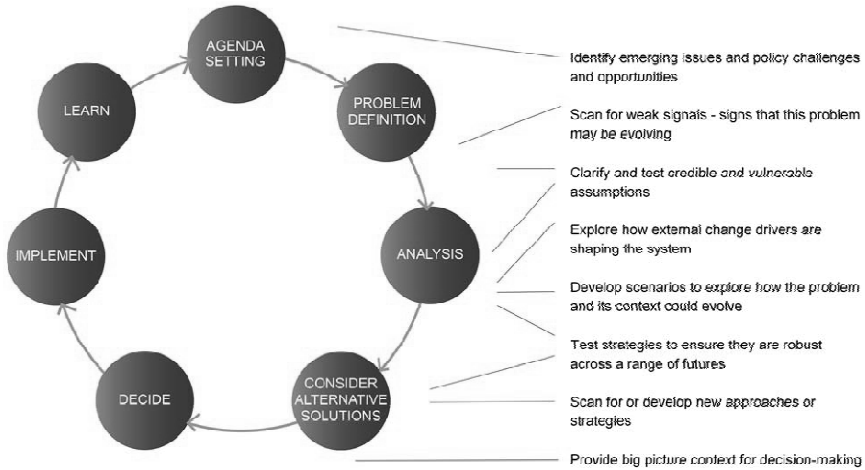 AGENDA
SETTING
PROBLEM
DEFINITION
ANALYSIS
CONSIDER
ALTERNATIVE
SOLUTIONS
DECIDE
IMPLEMENT
LEARN
Identify emerging issues and policy challenges
and opportunities
Scan for weak signals - signs that this problem
may be evolving
Clarify and test credible and vulnerable
assumptions
Explore how external change drivers are
shaping the system
Develop scenarios to explore how the problem
and its context could evolve
Test strategies to ensure they are robust
across a range of futures
Scan for or develop new approaches or
strategies
Provide big picture context for decision-making